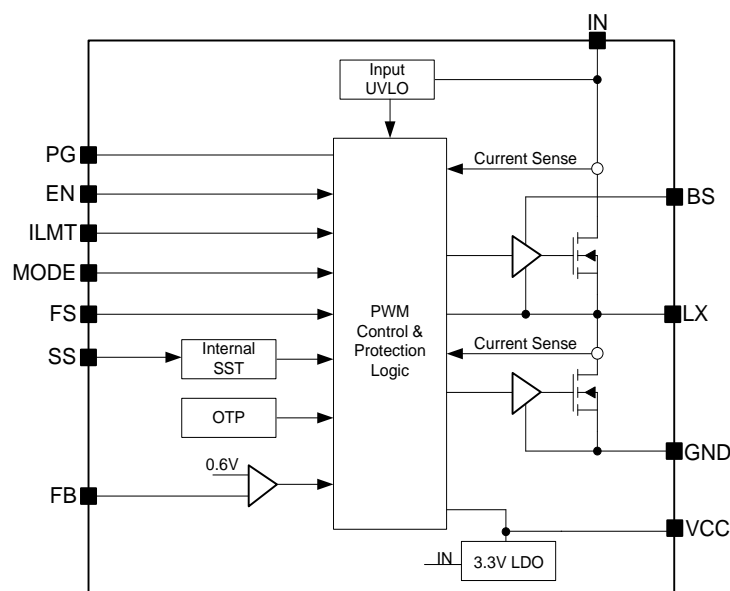 IN
Input
UVLO
PG
Current Sense
EN
BS
ILMT
MODE
PWM
Control &
Protection
Logic
FS
LX
SS
Internal
SST
Current Sense
OTP
GND
0.6V
FB
VCC
IN
3.3V LDO